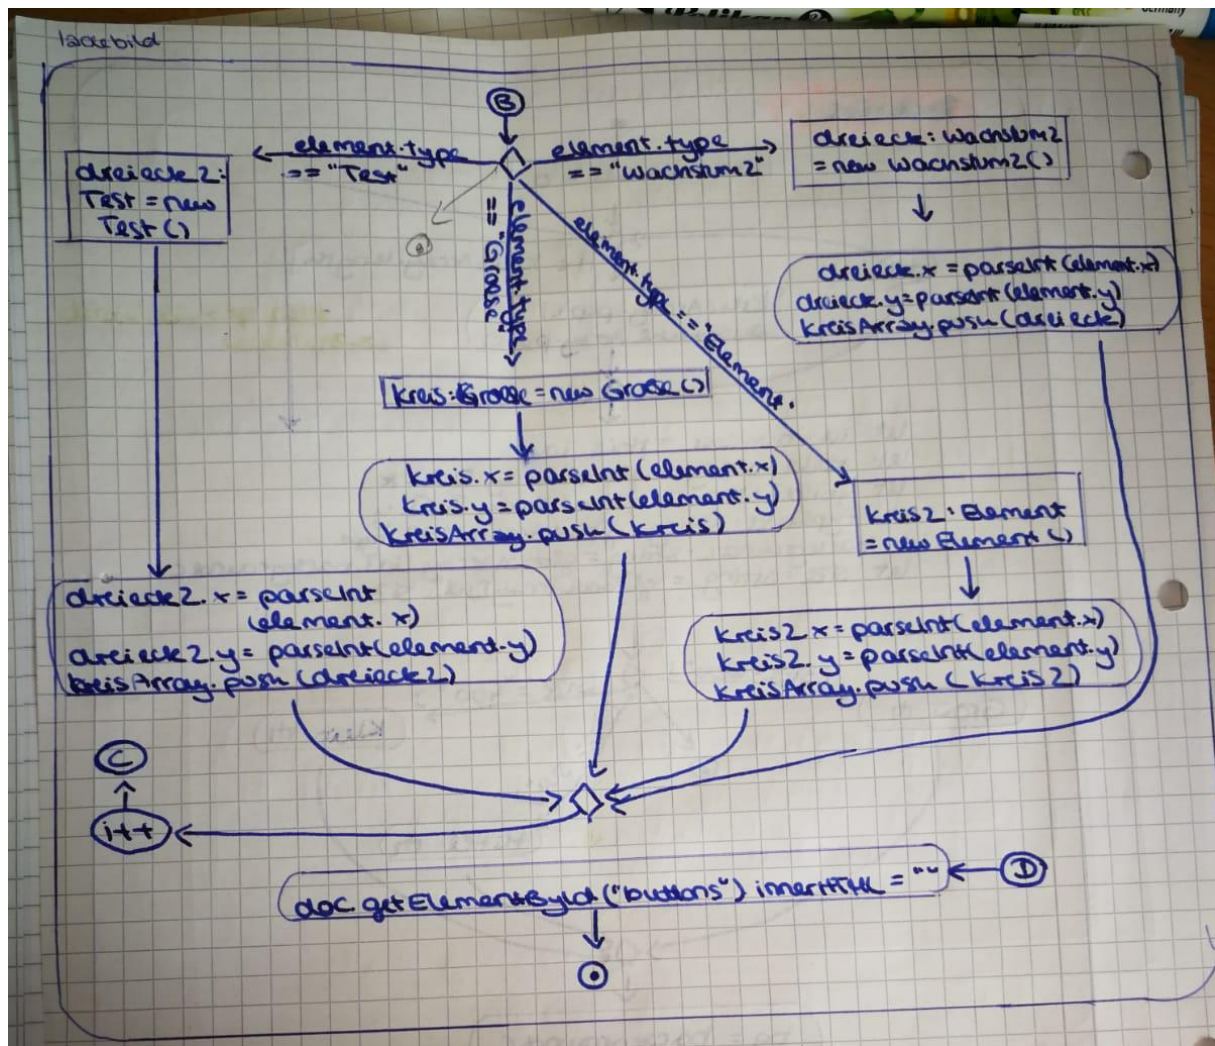 ladebild
B
element.type
== "Test"
element.type
== "Wachstum2"
element.type
== "Groese"
element.type == "Element.
dreieck2:
Test = new
Test()
dreieck: Wachstum2
= new Wachstum2()
dreieck.x = parseInt (element.x)
dreieck.y = parseInt (element.y)
KreisArray.push (dreieck)
Kreis: Groese = new Groese ()
Kreis.x = parseInt (element.x)
Kreis.y = parseInt (element.y)
KreisArray.push (Kreis)
Kreis2: Element
= new Element ()
dreieck2.x = parseInt
(element.x)
dreieck2.y = parseInt (element.y)
KreisArray.push (dreieck2)
Kreis2.x = parseInt (element.x)
Kreis2.y = parseInt (element.y)
KreisArray.push (Kreis2)
C
i++
doc.getElementById ("buttons") innerHTML = ""
D